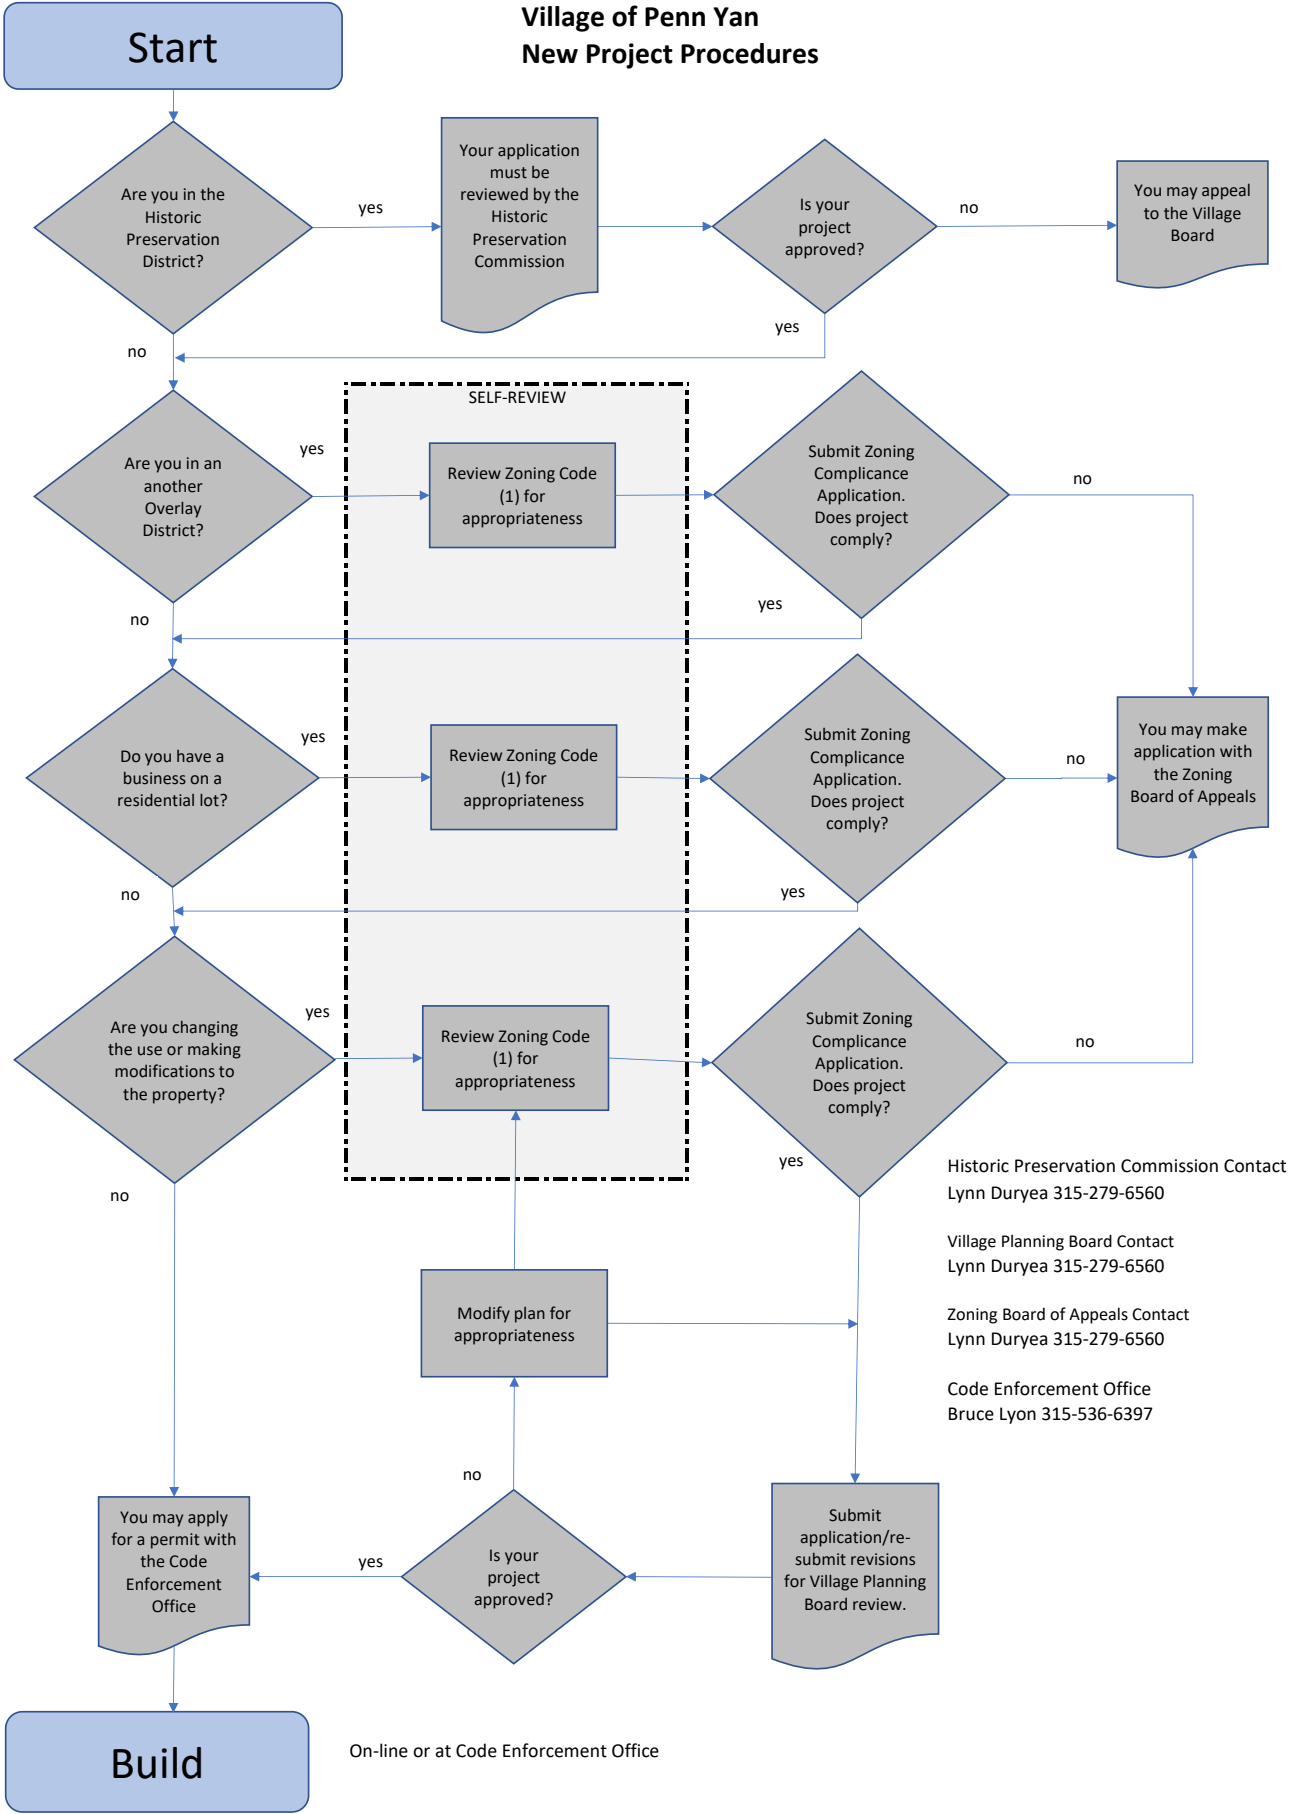 Village of Penn Yan
New Project Procedures
Start
Are you in the
Historic
Preservation
District?
yes
Your application
must be
reviewed by the
Historic
Preservation
Commission
Is your
project
approved?
no
You may appeal
to the Village
Board
yes
no
SELF-REVIEW
Are you in an
another
Overlay
District?
yes
Review Zoning Code
(1) for
appropriateness
Submit Zoning
Complicance
Application.
Does project
comply?
no
yes
no
Do you have a
business on a
residential lot?
yes
Review Zoning Code
(1) for
appropriateness
Submit Zoning
Complicance
Application.
Does project
comply?
no
You may make
application with
the Zoning
Board of Appeals
yes
no
Are you changing
the use or making
modifications to
the property?
yes
Review Zoning Code
(1) for
appropriateness
Submit Zoning
Complicance
Application.
Does project
comply?
no
yes
no
Historic Preservation Commission Contact
Lynn Duryea 315-279-6560
Village Planning Board Contact
Lynn Duryea 315-279-6560
Zoning Board of Appeals Contact
Lynn Duryea 315-279-6560
Code Enforcement Office
Bruce Lyon 315-536-6397
Modify plan for
appropriateness
no
You may apply
for a permit with
the Code
Enforcement
Office
yes
Is your
project
approved?
Submit
application/re-
submit revisions
for Village Planning
Board review.
Build
On-line or at Code Enforcement Office